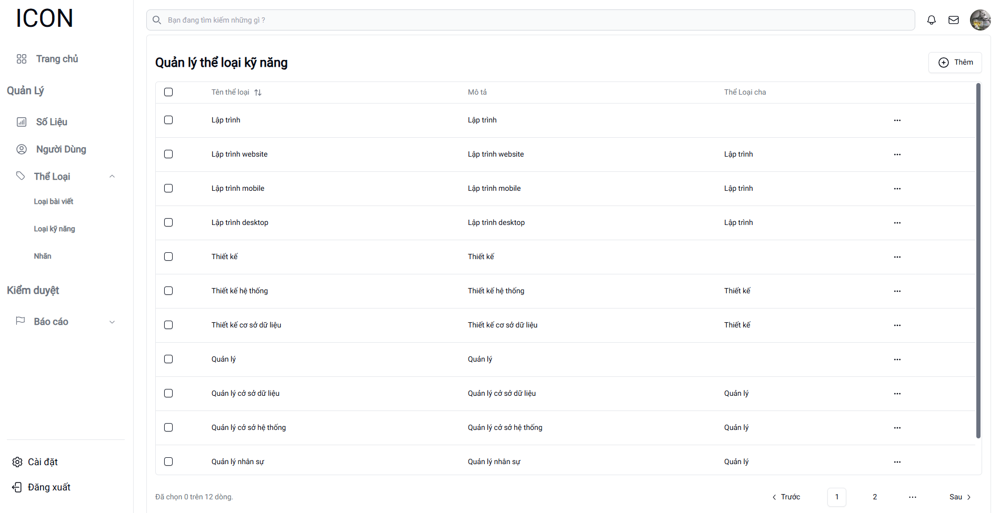 ICON
Bạn đang tìm kiếm những gì ?
Trang chủ
Quản Lý
Số Liệu
Người Dùng
Thể Loại
Loại bài viết
Loại kỹ năng
Nhãn
Kiểm duyệt
Báo cáo
Cài đặt
Đăng xuất
Quản lý thể loại kỹ năng
Thêm
Tên thể loại Mô tả Thể Loại cha
Lập trình Lập trình
Lập trình website Lập trình website Lập trình
Lập trình mobile Lập trình mobile Lập trình
Lập trình desktop Lập trình desktop Lập trình
Thiết kế Thiết kế
Thiết kế hệ thống Thiết kế hệ thống Thiết kế
Thiết kế cơ sở dữ liệu Thiết kế cơ sở dữ liệu Thiết kế
Quản lý Quản lý
Quản lý cở sở dữ liệu Quản lý cở sở dữ liệu Quản lý
Quản lý cở sở hệ thống Quản lý cở sở hệ thống Quản lý
Quản lý nhân sự Quản lý nhân sự Quản lý
Đã chọn 0 trên 12 dòng.
Trước 1 2 ... Sau